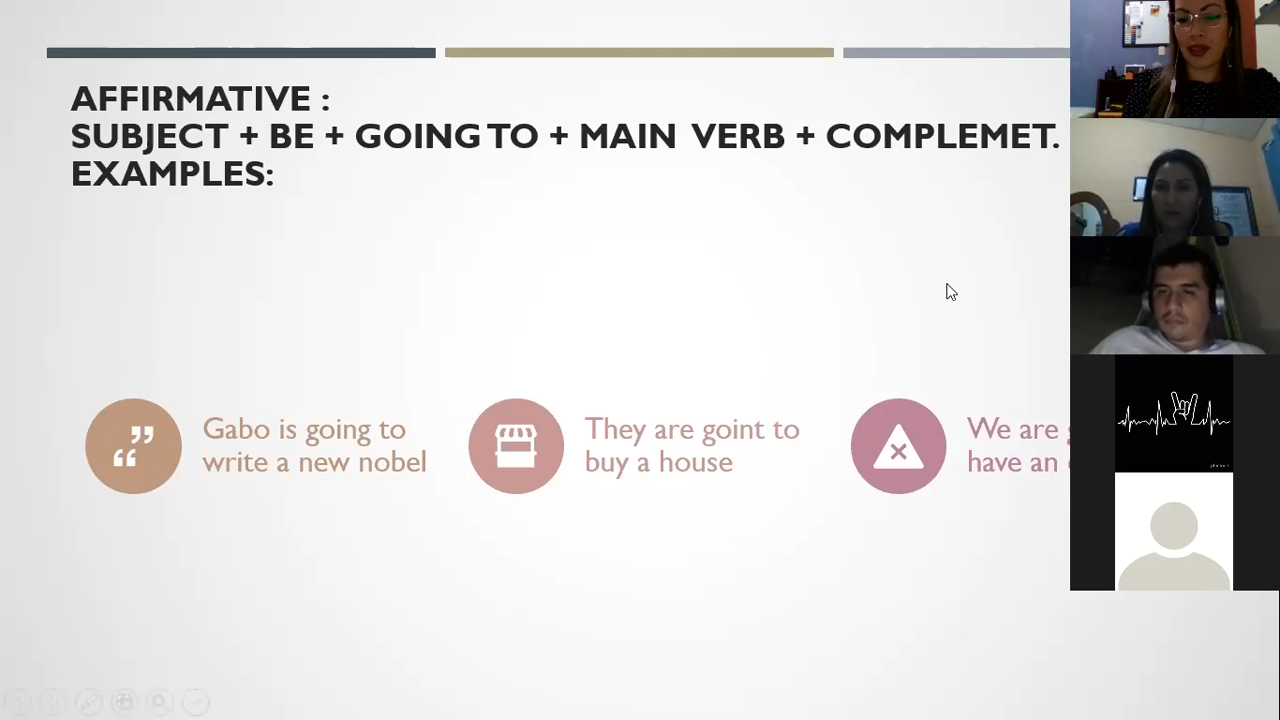 AFFIRMATIVE :
SUBJECT + BE + GOING TO + MAIN VERB + COMPLEMET.
EXAMPLES:
Gabo is going to
write a new nobel
They are goint to
buy a house
We are
have an